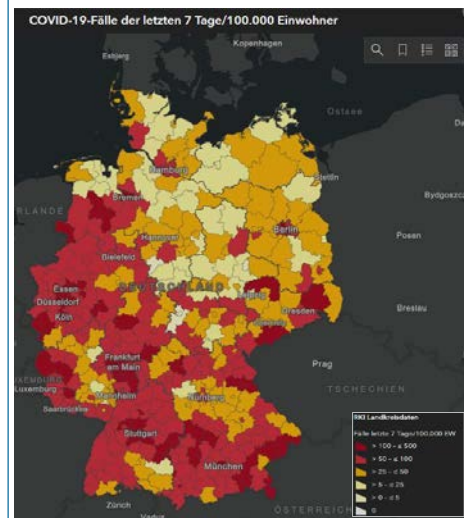 COVID-19-Fälle der letzten 7 Tage/100.000 Einwohner
Kopenhagen
Esbjerg
Ostsee
Hamburg
Stettin
Bremen
Bydgoszcz
Berlin
Posen
Hannover
Bielefeld
DEUTSCHLAND
Essen
Düsseldorf
Köln
Leipzig
Dresden
Breslau
Frankfurt
am Main
Prag
Luxemburg
TSCHECHIEN
Mannheim
Nürnberg
Saarbrücken
Stuttgart
München
Zürich
ÖSTERREICH
Vaduz
RKI Landkreisdaten
Fälle letzte 7 Tage/100.000 EW
> 100 - ≤ 500
> 50 - ≤ 100
> 25 - ≤ 50
> 5 - ≤ 25
> 0 - ≤ 5
0